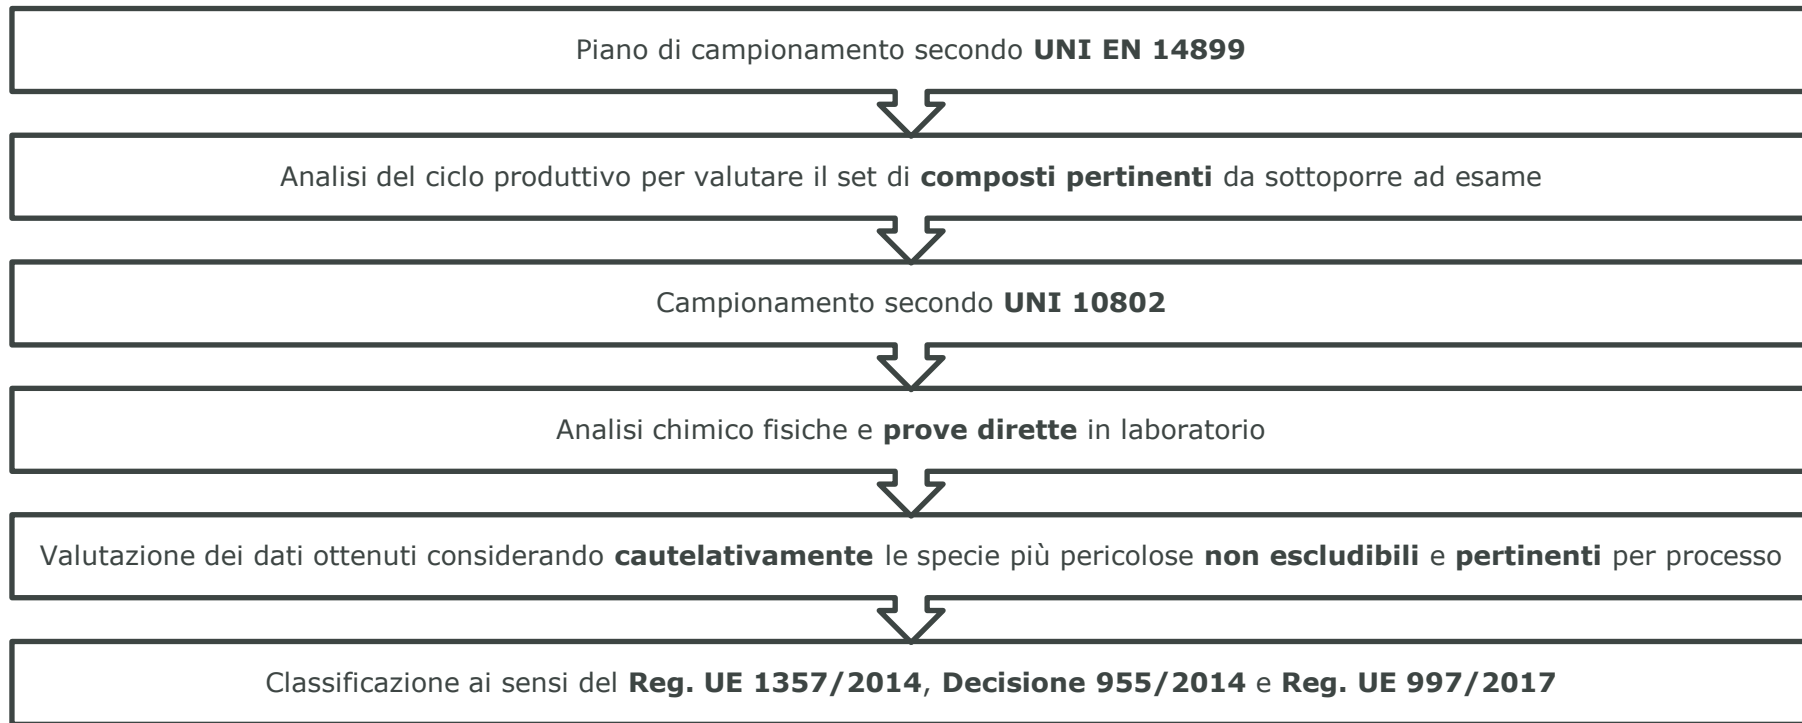 Piano di campionamento secondo UNI EN 14899
Analisi del ciclo produttivo per valutare il set di composti pertinenti da sottoporre ad esame
Campionamento secondo UNI 10802
Analisi chimico fisiche e prove dirette in laboratorio
Valutazione dei dati ottenuti considerando cautelativamente le specie più pericolose non escludibili e pertinenti per processo
Classificazione ai sensi del Reg. UE 1357/2014, Decisione 955/2014 e Reg. UE 997/2017